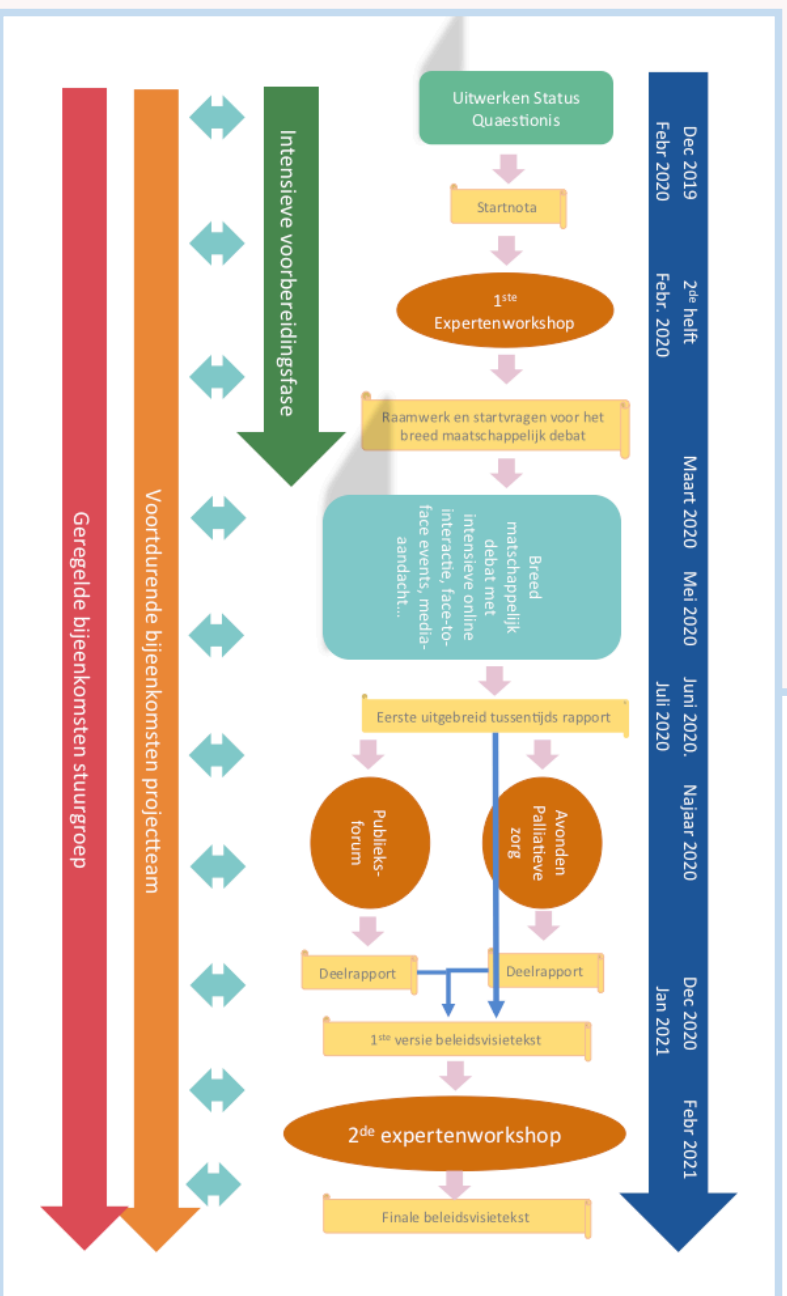 Uitwerken Status
Quaestionis
Dec 2019
Febr 2020
Startnota
1ste
Expertenworkshop
2de helft
Febr. 2020
Raamwerk en startvragen voor het
breed maatschappelijk debat
Intensieve voorbereidingsfase
Maart 2020
Mei 2020
Breed
matschappelijk
debat met
intensieve online
interactie, face-to-
face events, media-
aandacht...
Eerste uitgebreid tussentijds rapport
Juni 2020.
Juli 2020
Publieks-
forum
Avonden
Palliatieve
zorg
Najaar 2020
Deelrapport
Deelrapport
1ste versie beleidsvisietekst
Dec 2020
Jan 2021
2de expertenworkshop
Febr 2021
Finale beleidsvisietekst
Voortdurende bijeenkomsten projectteam
Geregelde bijeenkomsten stuurgroep